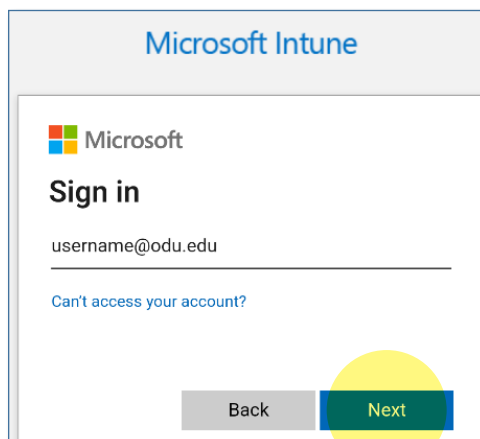 Microsoft Intune
Microsoft
Sign in
username@odu.edu
Can't access your account?
Back Next